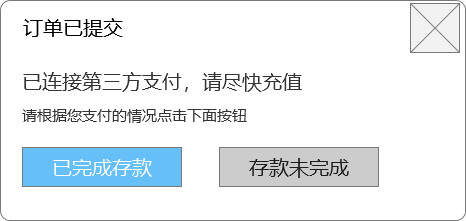 订单已提交
已连接第三方支付，请尽快充值
请根据您支付的情况点击下面按钮
已完成存款
存款未完成